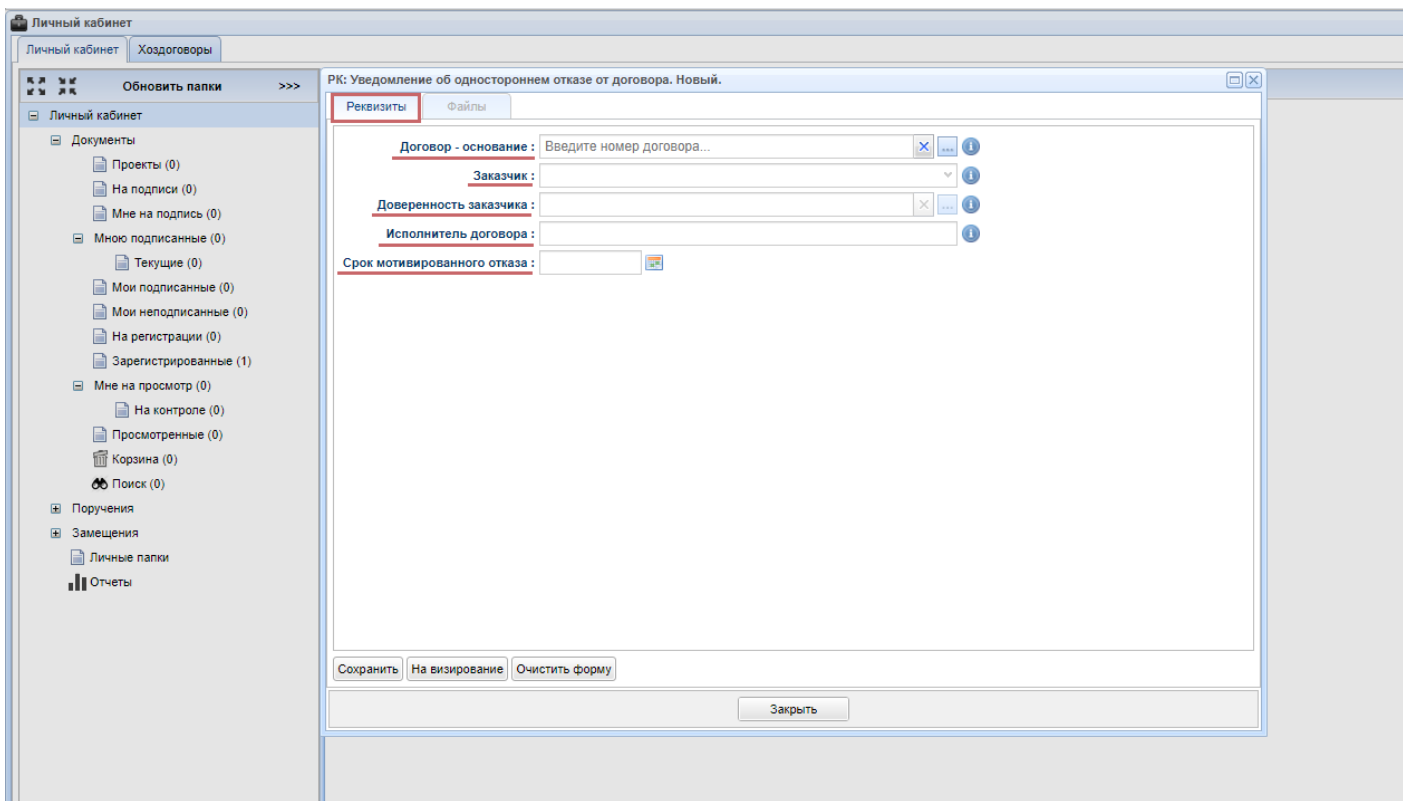 Личный кабинет
Личный кабинет Хоздоговоры
Обновить папки >>>
Личный кабинет
Документы
Проекты (0)
На подписи (0)
Мне на подпись (0)
Мною подписанные (0)
Текущие (0)
Мои подписанные (0)
Мои неподписанные (0)
На регистрации (0)
Зарегистрированные (1)
Мне на просмотр (0)
На контроле (0)
Просмотренные (0)
Корзина (0)
Поиск (0)
Поручения
Замещения
Личные папки
Отчеты
РК: Уведомление об одностороннем отказе от договора. Новый.
Реквизиты Файлы
Договор - основание : Введите номер договора...
Заказчик :
Доверенность заказчика :
Исполнитель договора :
Срок мотивированного отказа :
Сохранить На визирование Очистить форму
Закрыть